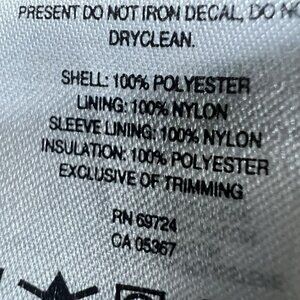 PRESENT DO NOT IRON DECAL, DO
DRYCLEAN.
SHELL: 100% POLYESTER
LINING: 100% NYLON
SLEEVE LINING: 100% NYLON
INSULATION: 100% POLYESTER
EXCLUSIVE OF TRIMMING
RN 69724
CA 05367